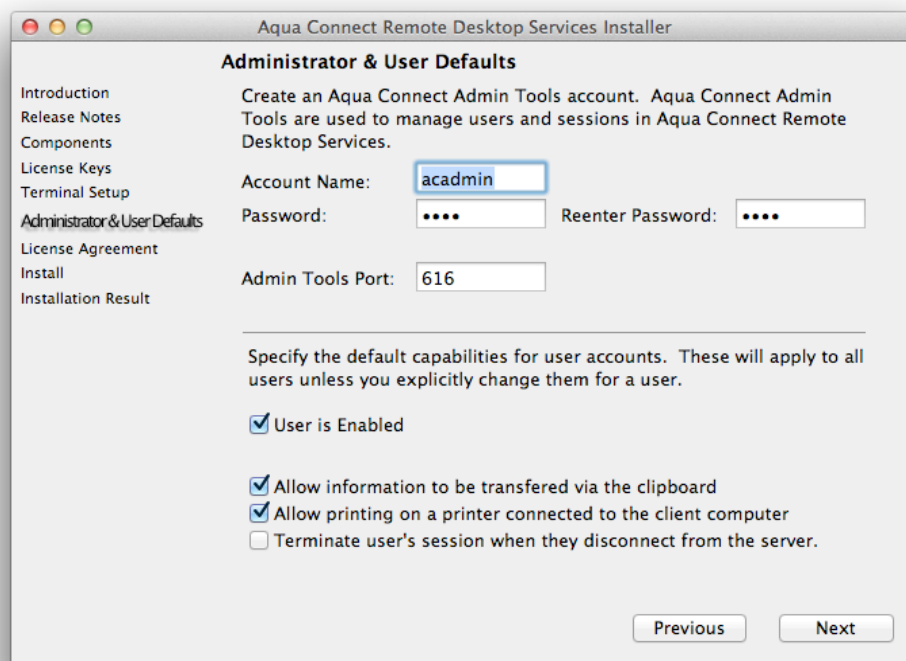 Aqua Connect Remote Desktop Services Installer
Administrator & User Defaults
Introduction
Release Notes
Components
License Keys
Terminal Setup
Administrator & User Defaults
License Agreement
Install
Installation Result
Create an Aqua Connect Admin Tools account. Aqua Connect Admin
Tools are used to manage users and sessions in Aqua Connect Remote
Desktop Services.
Account Name: acadmin
Password: •••• Reenter Password: ••••
Admin Tools Port: 616
Specify the default capabilities for user accounts. These will apply to all
users unless you explicitly change them for a user.
User is Enabled
Allow information to be transfered via the clipboard
Allow printing on a printer connected to the client computer
Terminate user's session when they disconnect from the server.
Previous Next